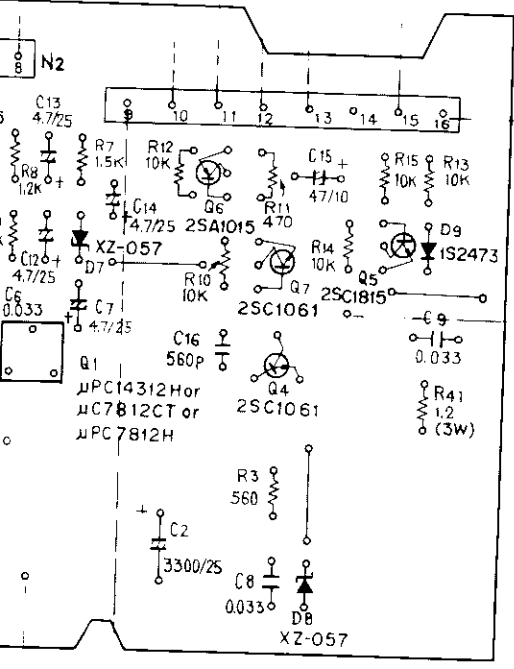 8
N2
9
10
11
12
13
14
15
16
C13
4.7/25
R7
1.5K
R12
10K
C15
+
47/10
R15
10K
R13
10K
R8
1.2K
+
C14
+
4.7/25
Q6
2SA1015
R11
470
C12
+
4.7/25
XZ-057
D7
R10
10K
Q7
2SC1061
R14
10K
Q5
2SC1815
D9
1S2473
C6
0.033
C7
+
4.7/25
C16
560P
C9
0.033
Q1
μPC14312H or
μC7812CT or
μPC7812H
Q4
2SC1061
R41
1.2
(3W)
R3
560
+
C2
3300/25
C8
0.033
D8
XZ-057